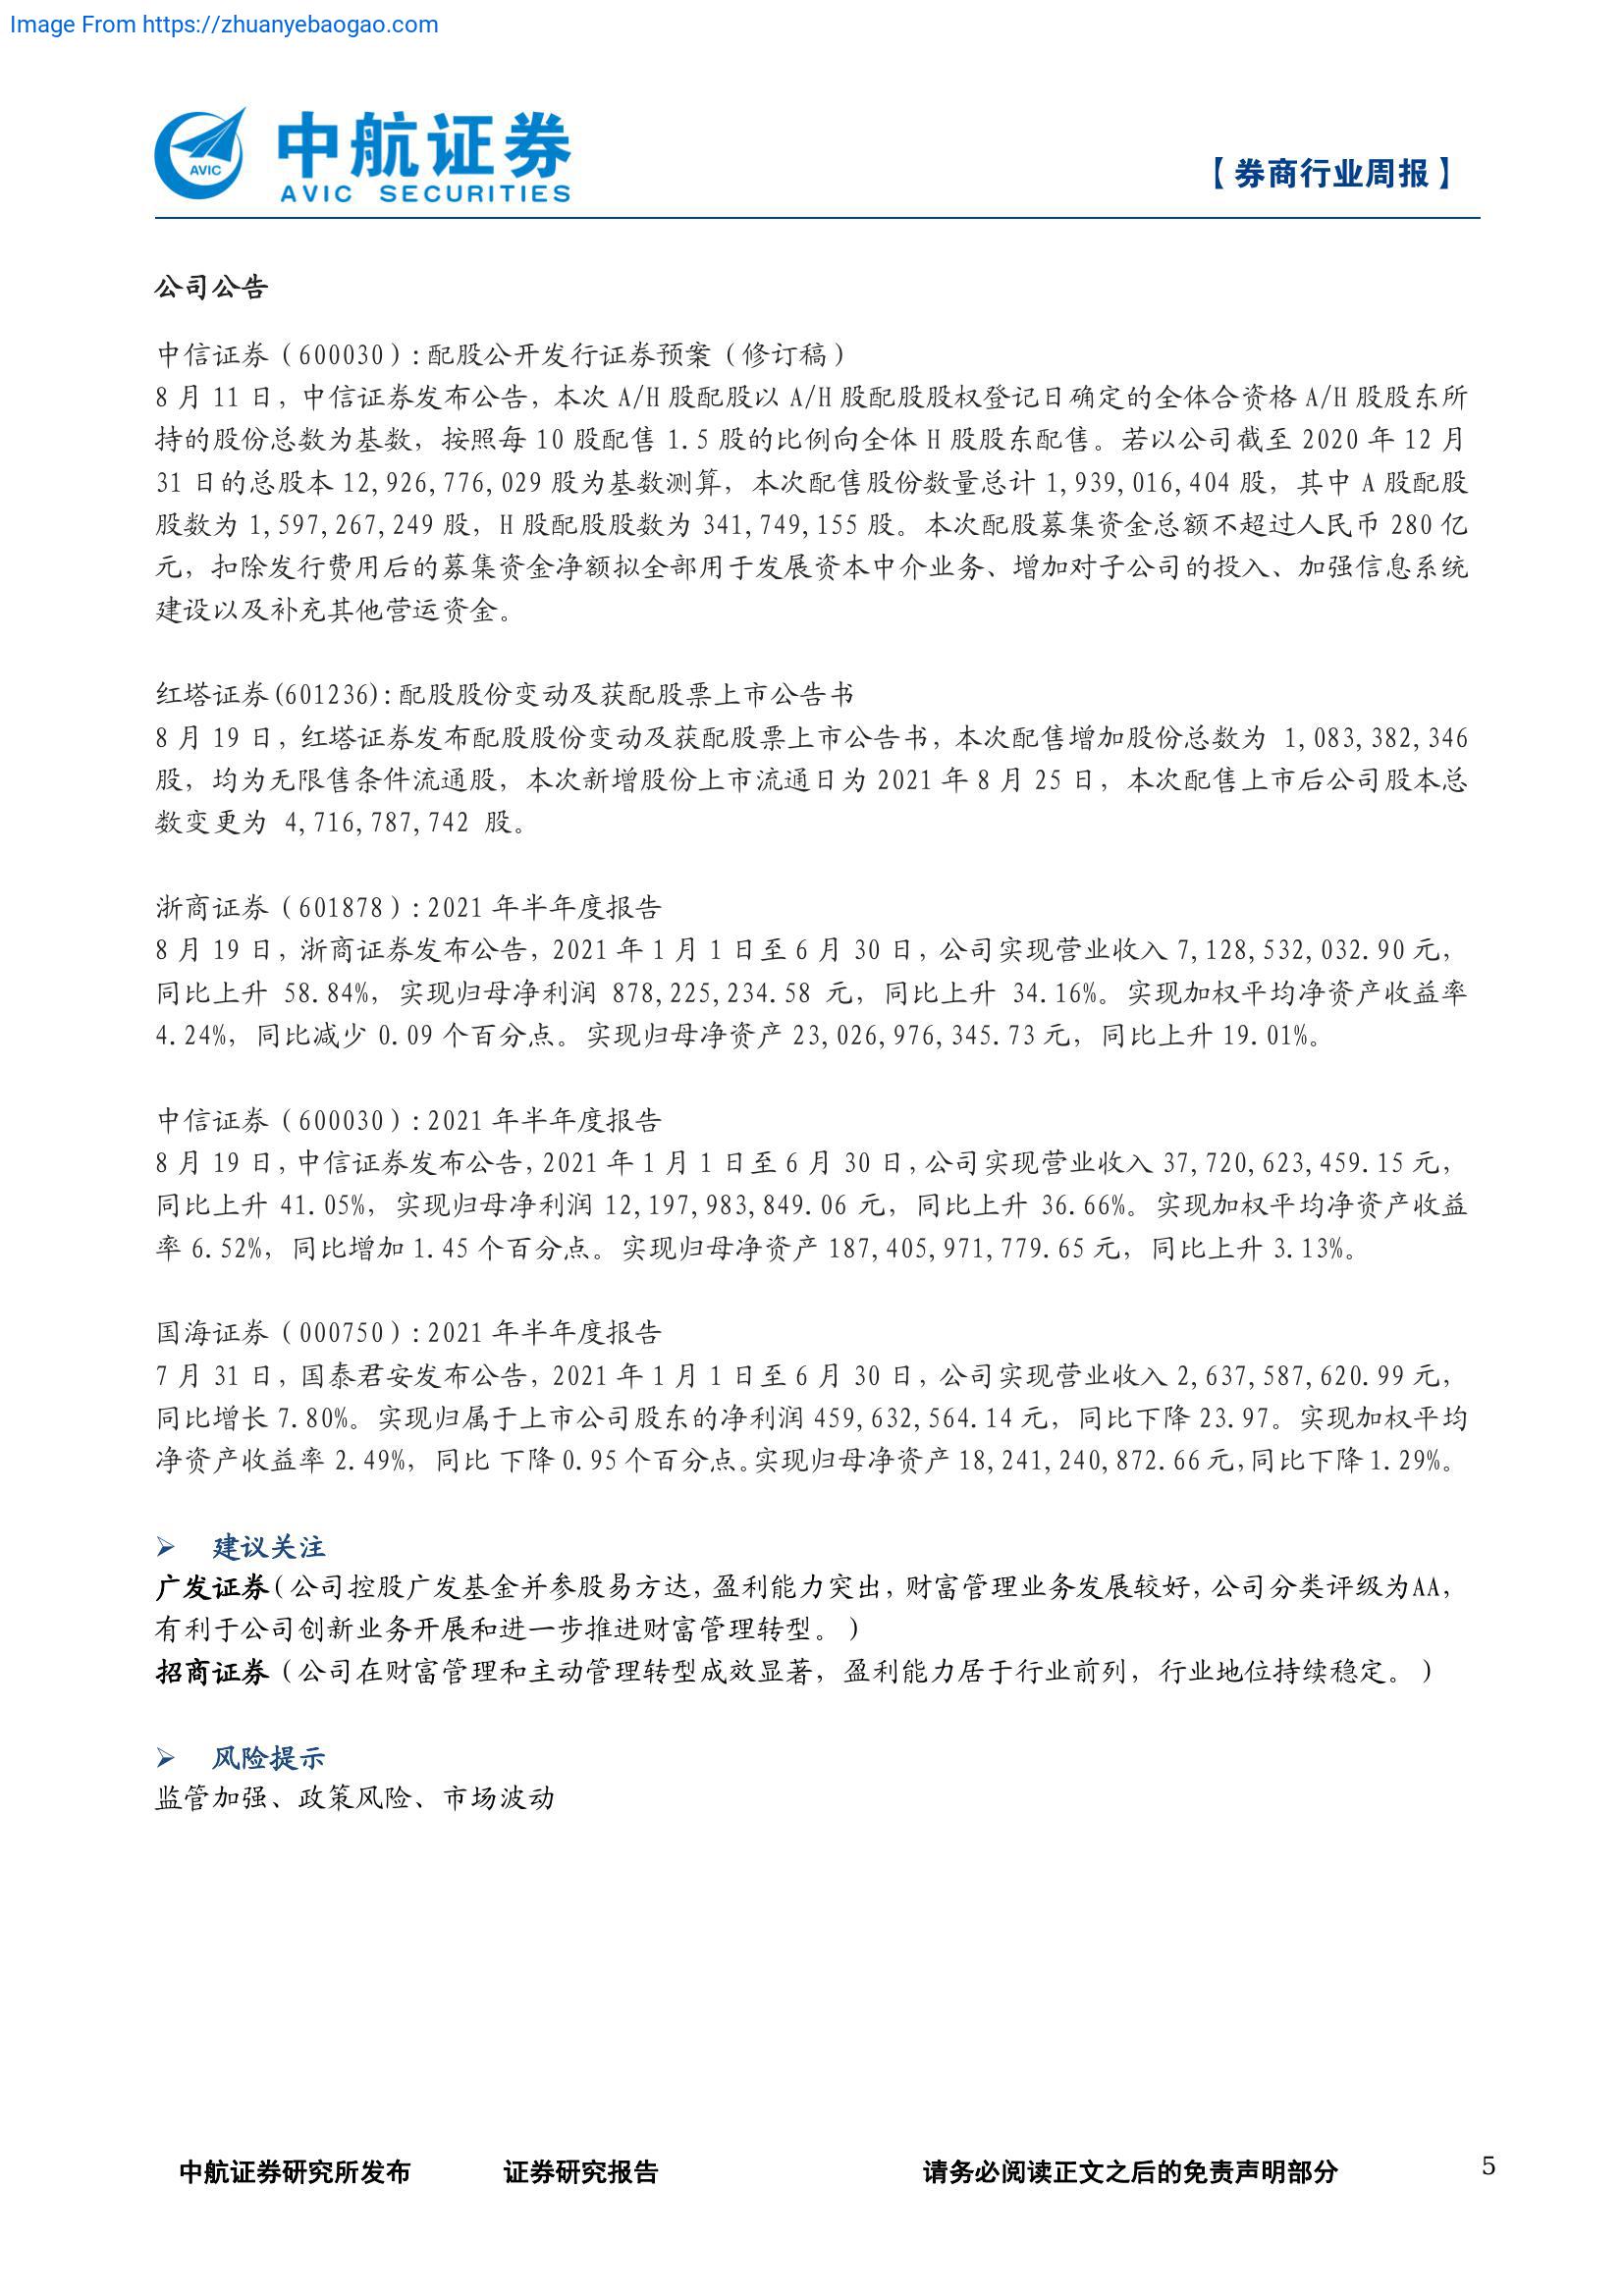 Image From https://zhuanyebaogao.com
AVIC
中航证券
AVIC SECURITIES
【券商行业周报】
公司公告
中信证券（600030）:配股公开发行证券预案（修订稿）
8 月 11 日，中信证券发布公告，本次 A/H 股配股以 A/H 股配股股权登记日确定的全体合资格 A/H 股股东所
持的股份总数为基数，按照每 10 股配售 1.5 股的比例向全体 H 股股东配售。若以公司截至 2020 年 12 月
31 日的总股本 12,926,776,029 股为基数测算，本次配售股份数量总计 1,939,016,404 股，其中 A 股配股
股数为 1,597,267,249 股，H 股配股股数为 341,749,155 股。本次配股募集资金总额不超过人民币 280 亿
元，扣除发行费用后的募集资金净额拟全部用于发展资本中介业务、增加对子公司的投入、加强信息系统
建设以及补充其他营运资金。
红塔证券(601236):配股股份变动及获配股票上市公告书
8 月 19 日，红塔证券发布配股股份变动及获配股票上市公告书，本次配售增加股份总数为 1,083,382,346
股，均为无限售条件流通股，本次新增股份上市流通日为 2021 年 8 月 25 日，本次配售上市后公司股本总
数变更为 4,716,787,742 股。
浙商证券（601878）:2021 年半年度报告
8 月 19 日，浙商证券发布公告，2021 年 1 月 1 日至 6 月 30 日，公司实现营业收入 7,128,532,032.90 元，
同比上升 58.84%，实现归母净利润 878,225,234.58 元，同比上升 34.16%。实现加权平均净资产收益率
4.24%，同比减少 0.09 个百分点。实现归母净资产 23,026,976,345.73 元，同比上升 19.01%。
中信证券（600030）:2021 年半年度报告
8 月 19 日，中信证券发布公告，2021 年 1 月 1 日至 6 月 30 日，公司实现营业收入 37,720,623,459.15 元，
同比上升 41.05%，实现归母净利润 12,197,983,849.06 元，同比上升 36.66%。实现加权平均净资产收益
率 6.52%，同比增加 1.45 个百分点。实现归母净资产 187,405,971,779.65 元，同比上升 3.13%。
国海证券（000750）:2021 年半年度报告
7 月 31 日，国泰君安发布公告，2021 年 1 月 1 日至 6 月 30 日，公司实现营业收入 2,637,587,620.99 元，
同比增长 7.80%。实现归属于上市公司股东的净利润 459,632,564.14 元，同比下降 23.97。实现加权平均
净资产收益率 2.49%，同比 下降 0.95 个百分点。实现归母净资产 18,241,240,872.66 元，同比下降 1.29%。
➢ 建议关注
广发证券（公司控股广发基金并参股易方达，盈利能力突出，财富管理业务发展较好，公司分类评级为AA，
有利于公司创新业务开展和进一步推进财富管理转型。）
招商证券（公司在财富管理和主动管理转型成效显著，盈利能力居于行业前列，行业地位持续稳定。）
➢ 风险提示
监管加强、政策风险、市场波动
中航证券研究所发布 证券研究报告 请务必阅读正文之后的免责声明部分 5